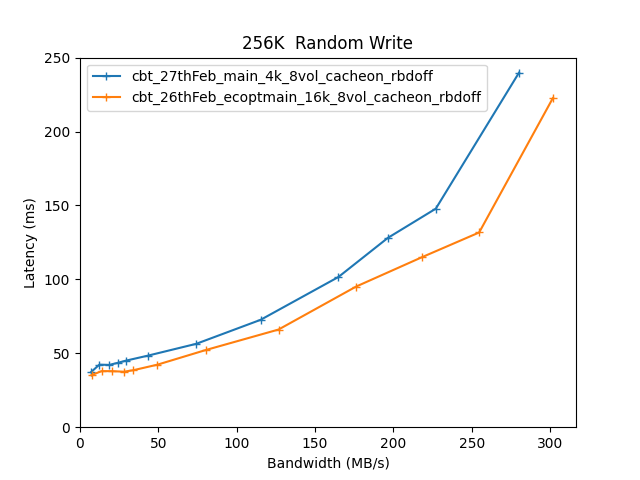 256K  Random Write
cbt_27thFeb_main_4k_8vol_cacheon_rbdoff
cbt_26thFeb_ecoptmain_16k_8vol_cacheon_rbdoff
250
200
150
100
50
0
Latency (ms)
0 50 100 150 200 250 300
Bandwidth (MB/s)